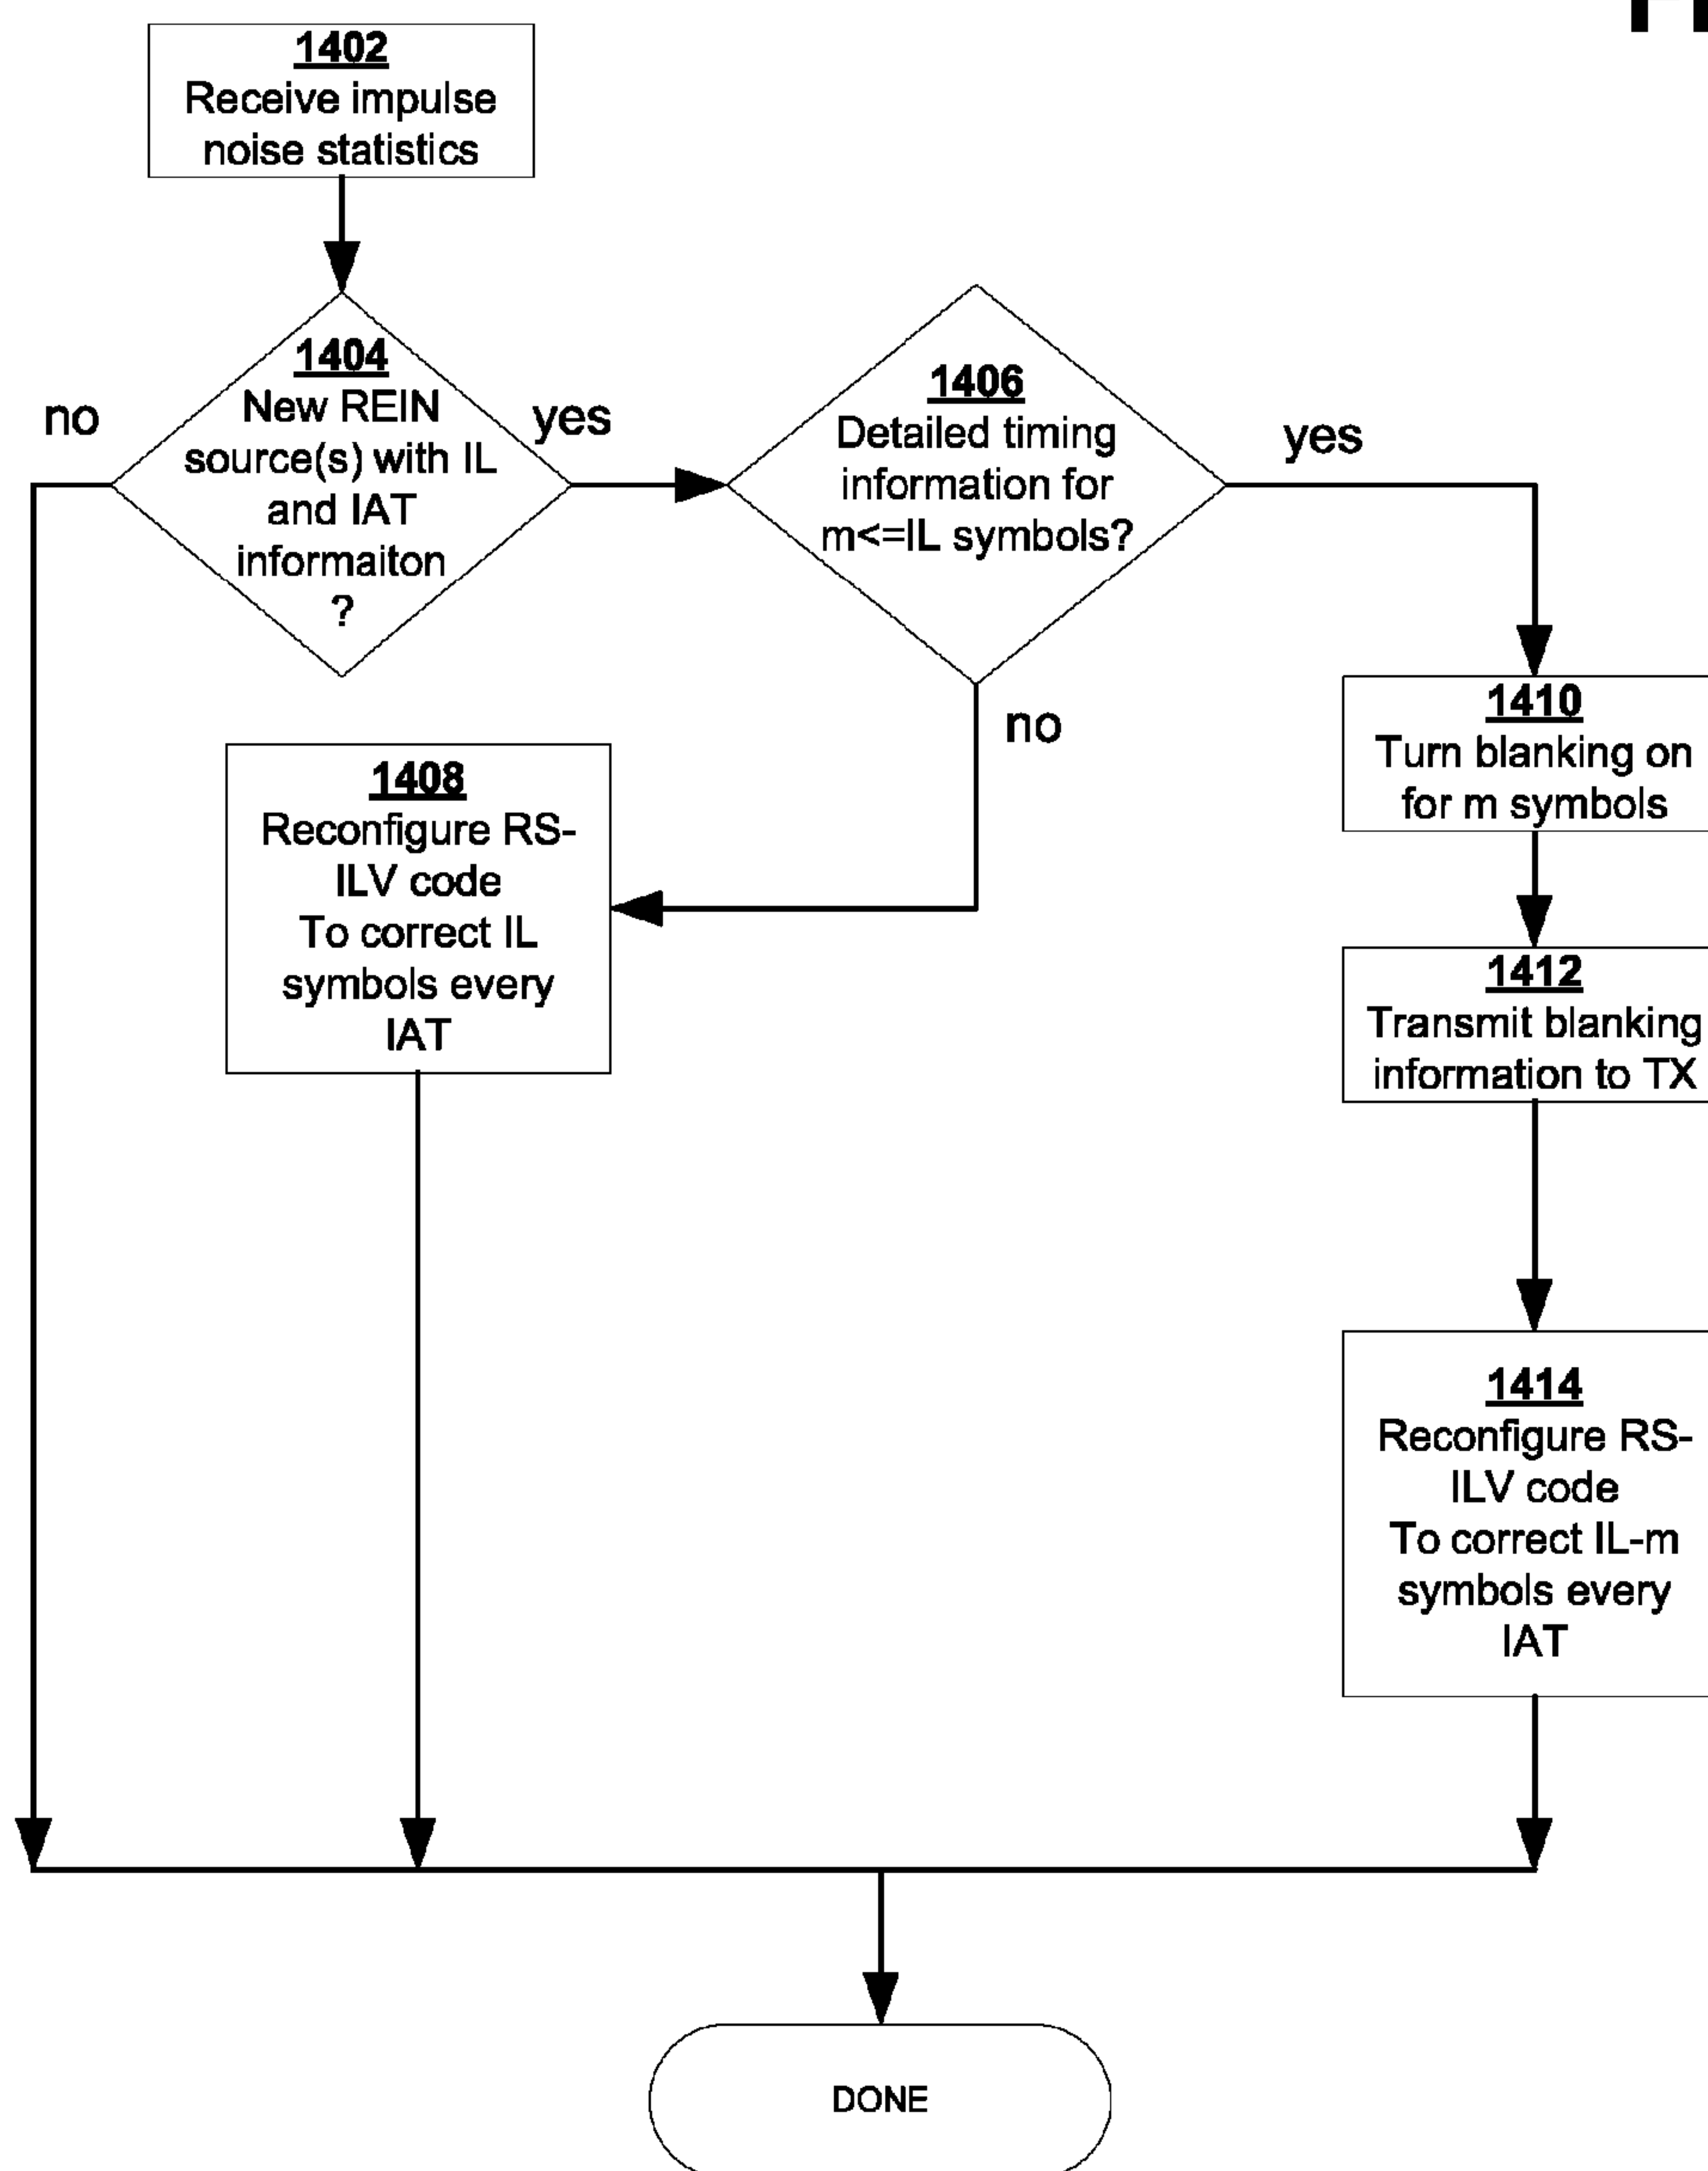 1402
Receive impulse
noise statistics
1404
New REIN
source(s) with IL
and IAT
informaiton
?
no
yes
1406
Detailed timing
information for
m<=IL symbols?
yes
no
1408
Reconfigure RS-
ILV code
To correct IL
symbols every
IAT
1410
Turn blanking on
for m symbols
1412
Transmit blanking
information to TX
1414
Reconfigure RS-
ILV code
To correct IL-m
symbols every
IAT
DONE